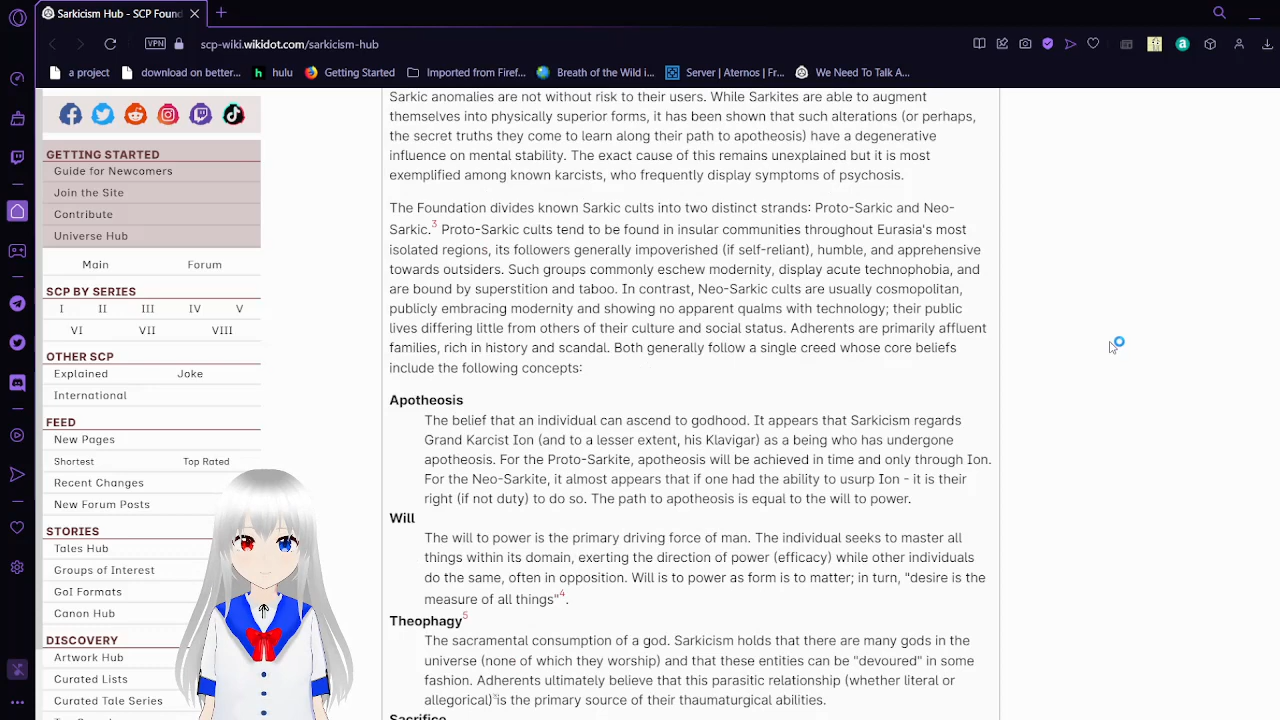 Sarkicism Hub - SCP Found
VPN
scp-wiki.wikidot.com/sarkicism-hub
a project
download on better...
hulu
Getting Started
Imported from Firef...
Breath of the Wild i...
Server | Aternos | Fr...
We Need To Talk A...
GETTING STARTED
Guide for Newcomers
Join the Site
Contribute
Universe Hub
Main Forum
SCP BY SERIES
I II III IV V
VI VII VIII
OTHER SCP
Explained Joke
International
FEED
New Pages
Shortest Top Rated
Recent Changes
New Forum Posts
STORIES
Tales Hub
Groups of Interest
GoI Formats
Canon Hub
DISCOVERY
Artwork Hub
Curated Lists
Curated Tale Series
Sarkic anomalies are not without risk to their users. While Sarkites are able to augment
themselves into physically superior forms, it has been shown that such alterations (or perhaps,
the secret truths they come to learn along their path to apotheosis) have a degenerative
influence on mental stability. The exact cause of this remains unexplained but it is most
exemplified among known karcists, who frequently display symptoms of psychosis.
The Foundation divides known Sarkic cults into two distinct strands: Proto-Sarkic and Neo-
Sarkic.3 Proto-Sarkic cults tend to be found in insular communities throughout Eurasia's most
isolated regions, its followers generally impoverished (if self-reliant), humble, and apprehensive
towards outsiders. Such groups commonly eschew modernity, display acute technophobia, and
are bound by superstition and taboo. In contrast, Neo-Sarkic cults are usually cosmopolitan,
publicly embracing modernity and showing no apparent qualms with technology; their public
lives differing little from others of their culture and social status. Adherents are primarily affluent
families, rich in history and scandal. Both generally follow a single creed whose core beliefs
include the following concepts:
Apotheosis
The belief that an individual can ascend to godhood. It appears that Sarkicism regards
Grand Karcist Ion (and to a lesser extent, his Klavigar) as a being who has undergone
apotheosis. For the Proto-Sarkite, apotheosis will be achieved in time and only through Ion.
For the Neo-Sarkite, it almost appears that if one had the ability to usurp Ion - it is their
right (if not duty) to do so. The path to apotheosis is equal to the will to power.
Will
The will to power is the primary driving force of man. The individual seeks to master all
things within its domain, exerting the direction of power (efficacy) while other individuals
do the same, often in opposition. Will is to power as form is to matter; in turn, "desire is the
measure of all things"4.
Theophagy5
The sacramental consumption of a god. Sarkicism holds that there are many gods in the
universe (none of which they worship) and that these entities can be "devoured" in some
fashion. Adherents ultimately believe that this parasitic relationship (whether literal or
allegorical) is the primary source of their thaumaturgical abilities.
Sacrifice